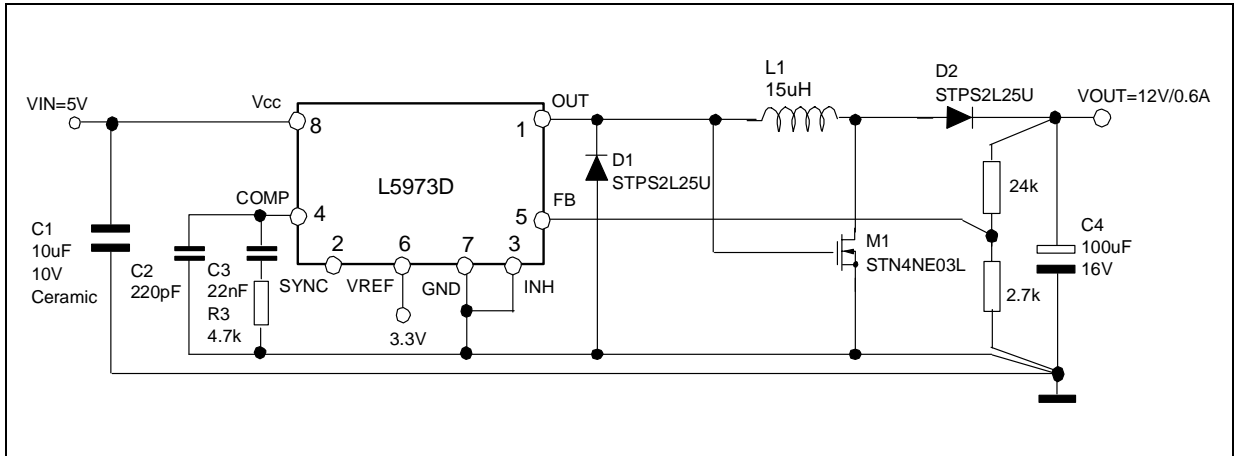 VIN=5V
Vcc
8
OUT
1
L1
15uH
D2
STPS2L25U
VOUT=12V/0.6A
L5973D
D1
STPS2L25U
COMP
4
FB
5
24k
C1
10uF
10V
Ceramic
C2
220pF
C3
22nF
R3
4.7k
2
SYNC
6
VREF
7
GND
3
INH
3.3V
M1
STN4NE03L
2.7k
C4
100uF
16V